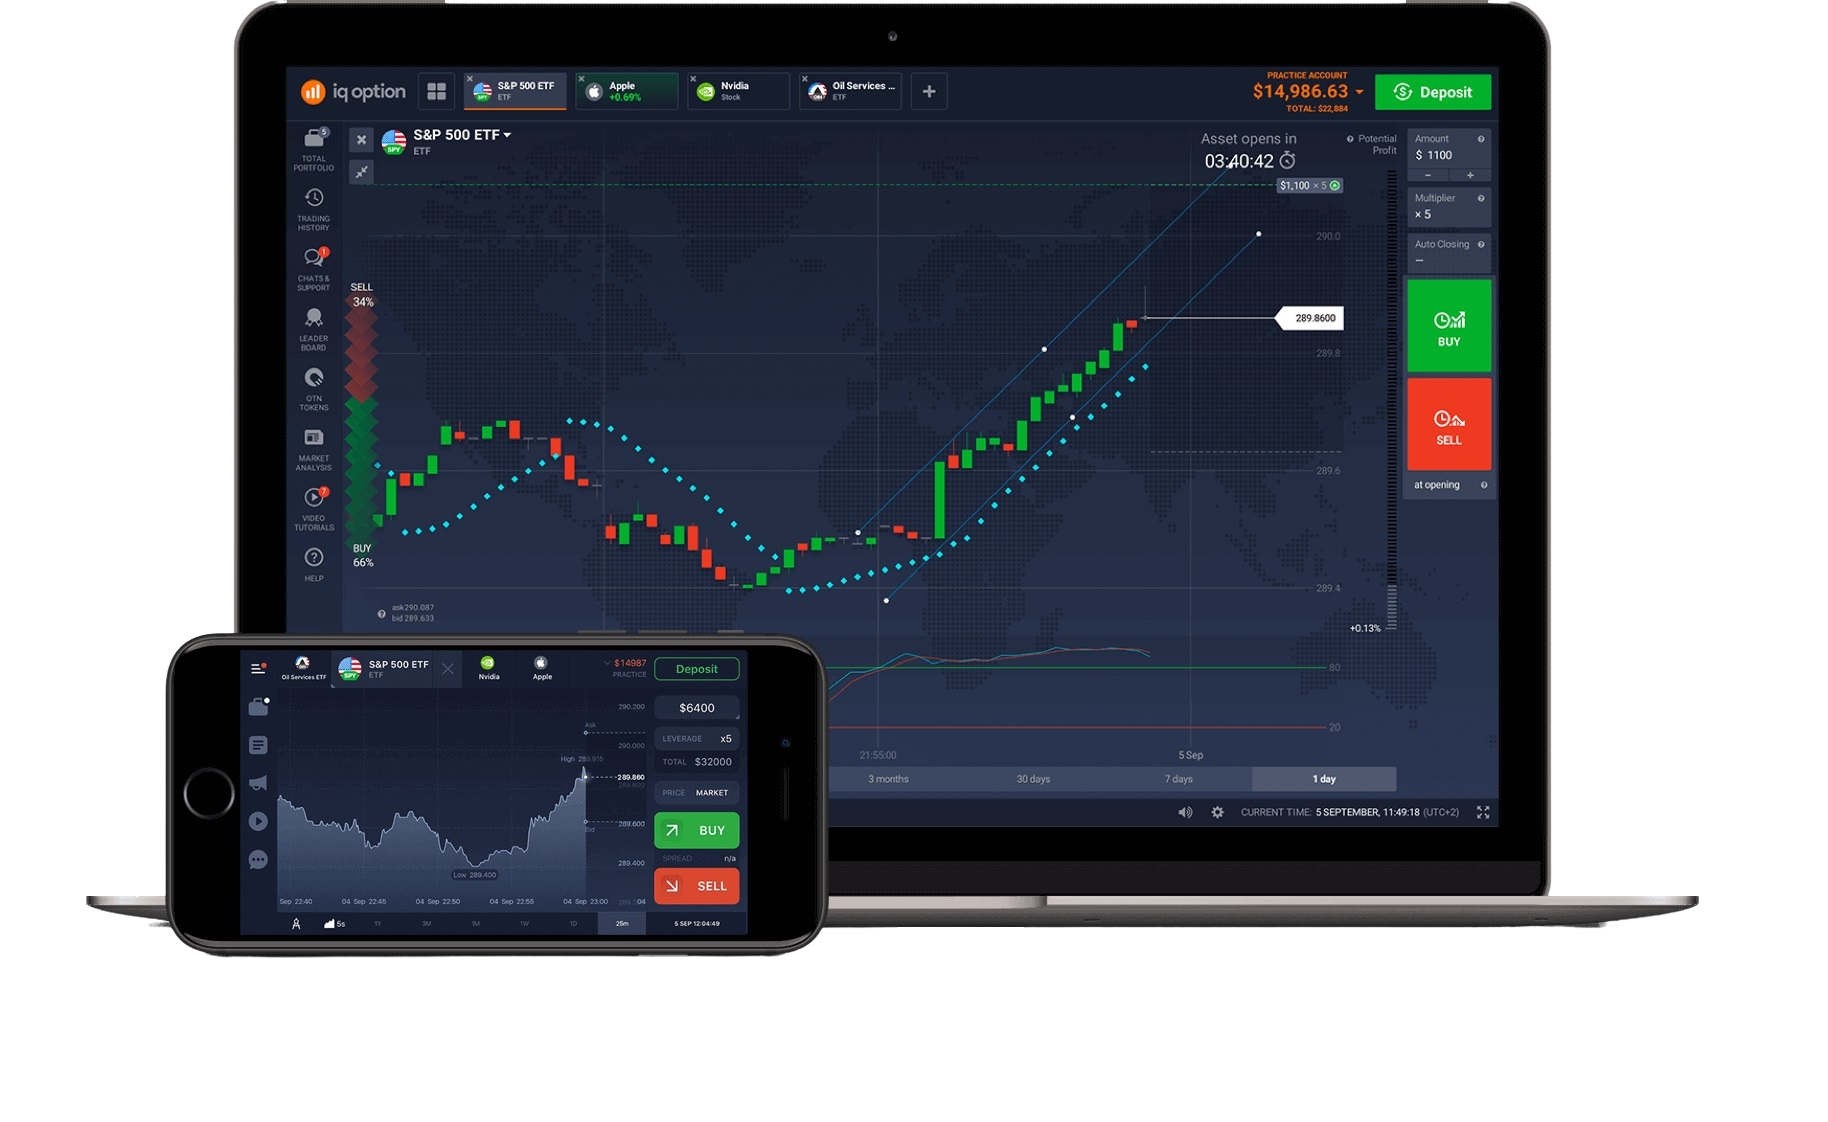 iq option
S&P 500 ETF
ETF
Apple
+0.69%
Nvidia
Stock
Oil Services ...
ETF
PRACTICE ACCOUNT
$14,986.63
TOTAL: $22,884
Deposit
5
TOTAL
PORTFOLIO
TRADING
HISTORY
1
CHATS &
SUPPORT
LEADER
BOARD
OTN
TOKENS
MARKET
ANALYSIS
7
VIDEO
TUTORIALS
HELP
SPY
S&P 500 ETF
ETF
Asset opens in
03:40:42
Potential
Profit
$1,100 × 5
290.0
289.8600
289.8
289.6
289.4
+0.13%
80
20
SELL
34%
BUY
66%
ask290.087
bid 289.633
Amount
$ 1100
Multiplier
× 5
Auto Closing
BUY
SELL
at opening
21:55:00
5 Sep
3 months
30 days
7 days
1 day
CURRENT TIME: 5 SEPTEMBER, 11:49:18 (UTC+2)
Oil Services ETF
SPY
S&P 500 ETF
ETF
Nvidia
Apple
$14987
PRACTICE
Deposit
290.200
Ask
290.000
High 289.915
289.860
289.600
Bid
289.400
Low 289.400
Sep 22:40
04 Sep 22:45
04 Sep 22:50
04 Sep 22:55
04 Sep 23:00
04
$6400
LEVERAGE x5
TOTAL $32000
PRICE MARKET
BUY
SPREAD n/a
SELL
5s
1Y
3M
1M
1W
1D
25m
5 SEP 12:04:49